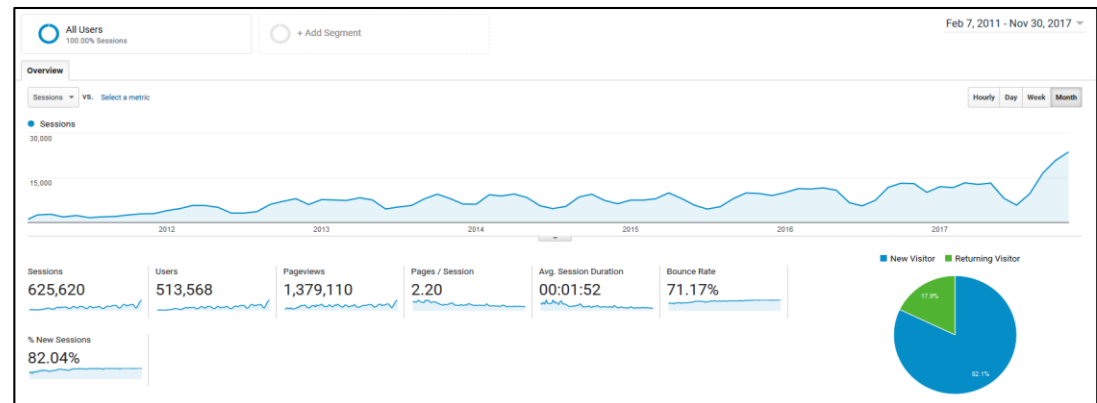 All Users
100.00% Sessions
+ Add Segment
Feb 7, 2011 - Nov 30, 2017
Overview
Sessions VS. Select a metric
Hourly Day Week Month
Sessions
30,000
15,000
2012 2013 2014 2015 2016 2017
New Visitor Returning Visitor
Sessions Users Pageviews Pages / Session Avg. Session Duration Bounce Rate
625,620 513,568 1,379,110 2.20 00:01:52 71.17%
% New Sessions
82.04%
17.9%
82.1%